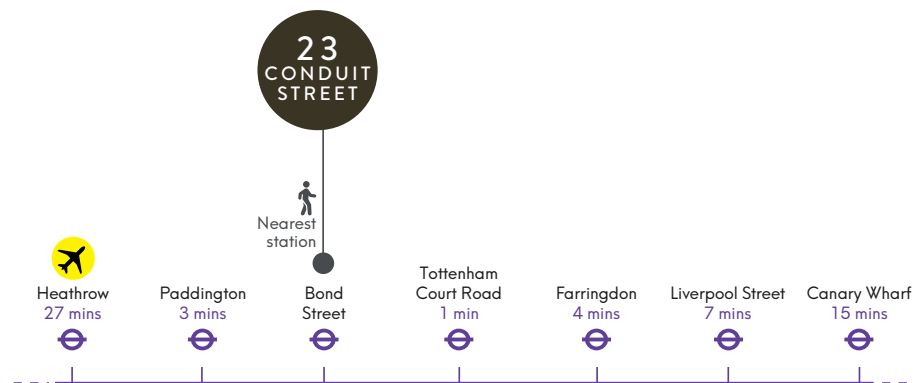 23
CONDUIT
STREET
Nearest
station
Heathrow
27 mins
Paddington
3 mins
Bond
Street
Tottenham
Court Road
1 min
Farringdon
4 mins
Liverpool Street
7 mins
Canary Wharf
15 mins